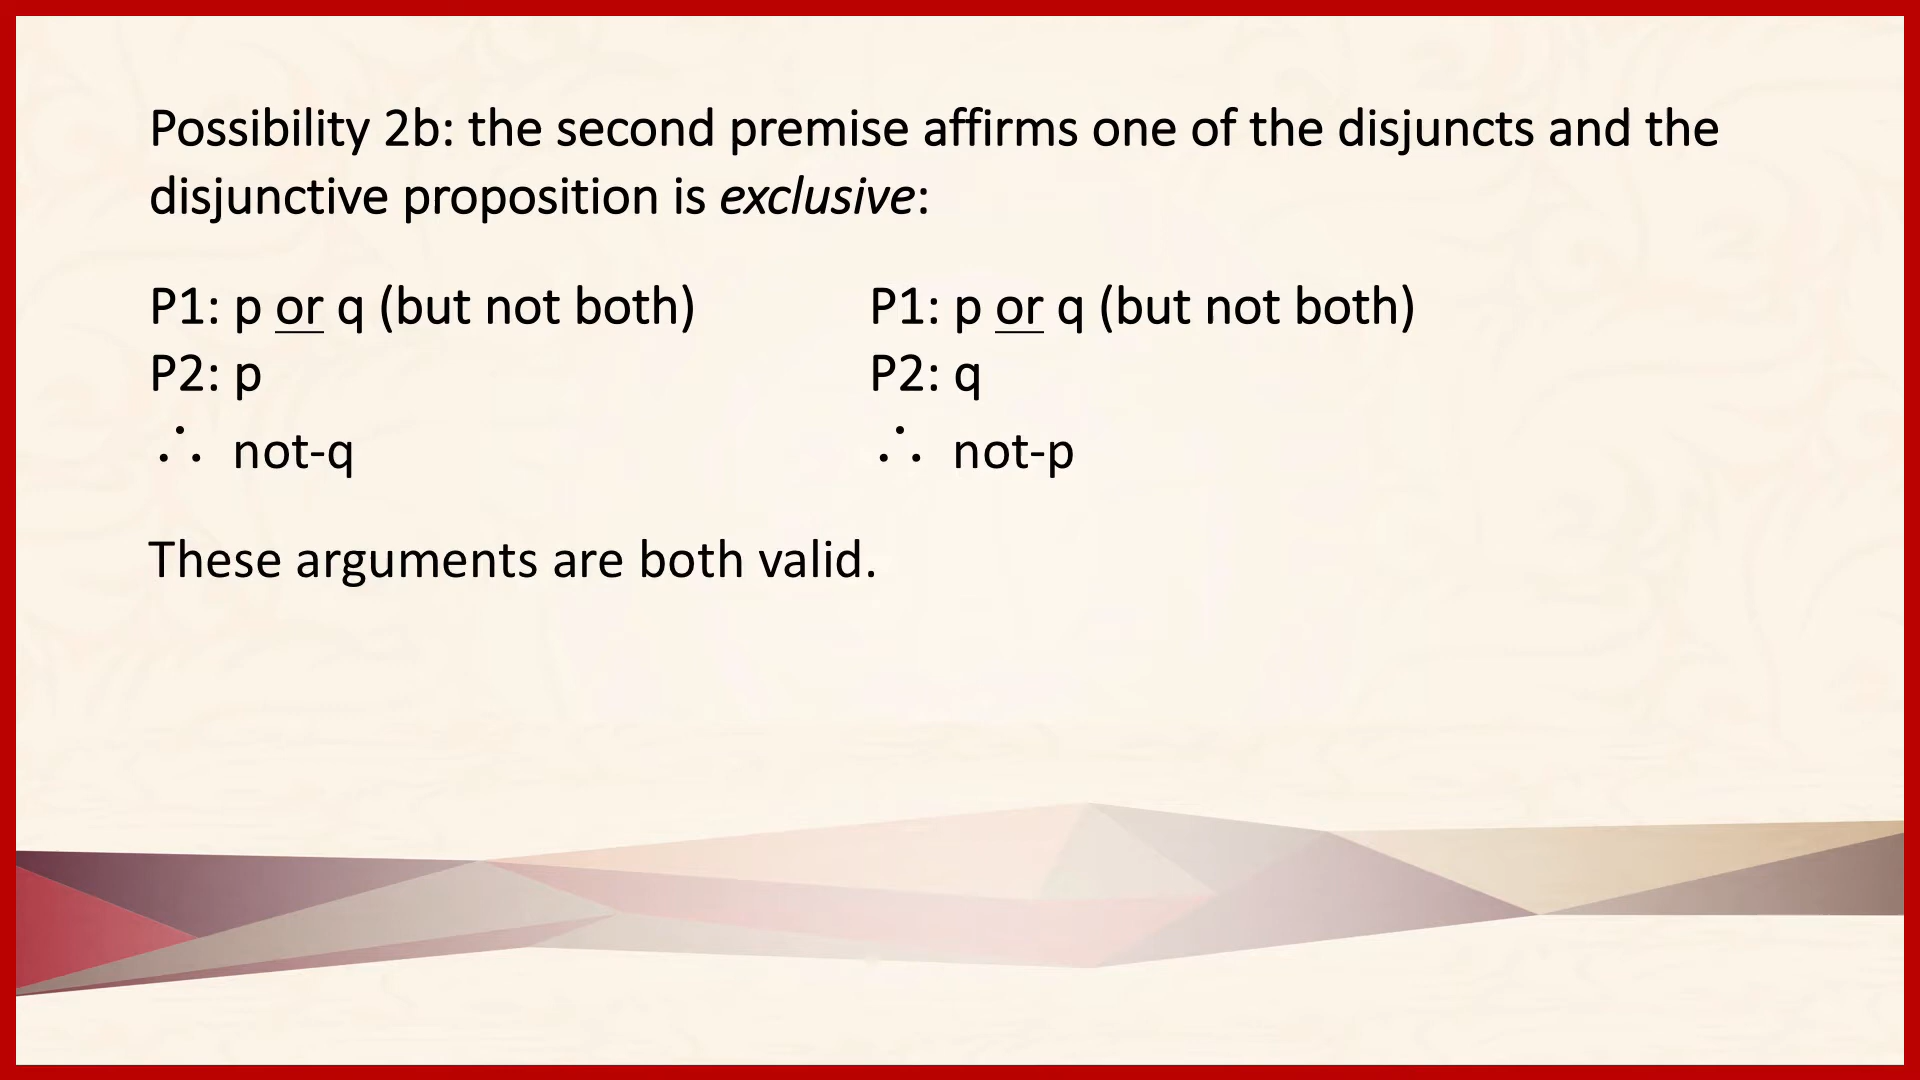 Possibility 2b: the second premise affirms one of the disjuncts and the
disjunctive proposition is exclusive:
P1: p or q (but not both)
P2: p
∴ not-q
P1: p or q (but not both)
P2: q
∴ not-p
These arguments are both valid.